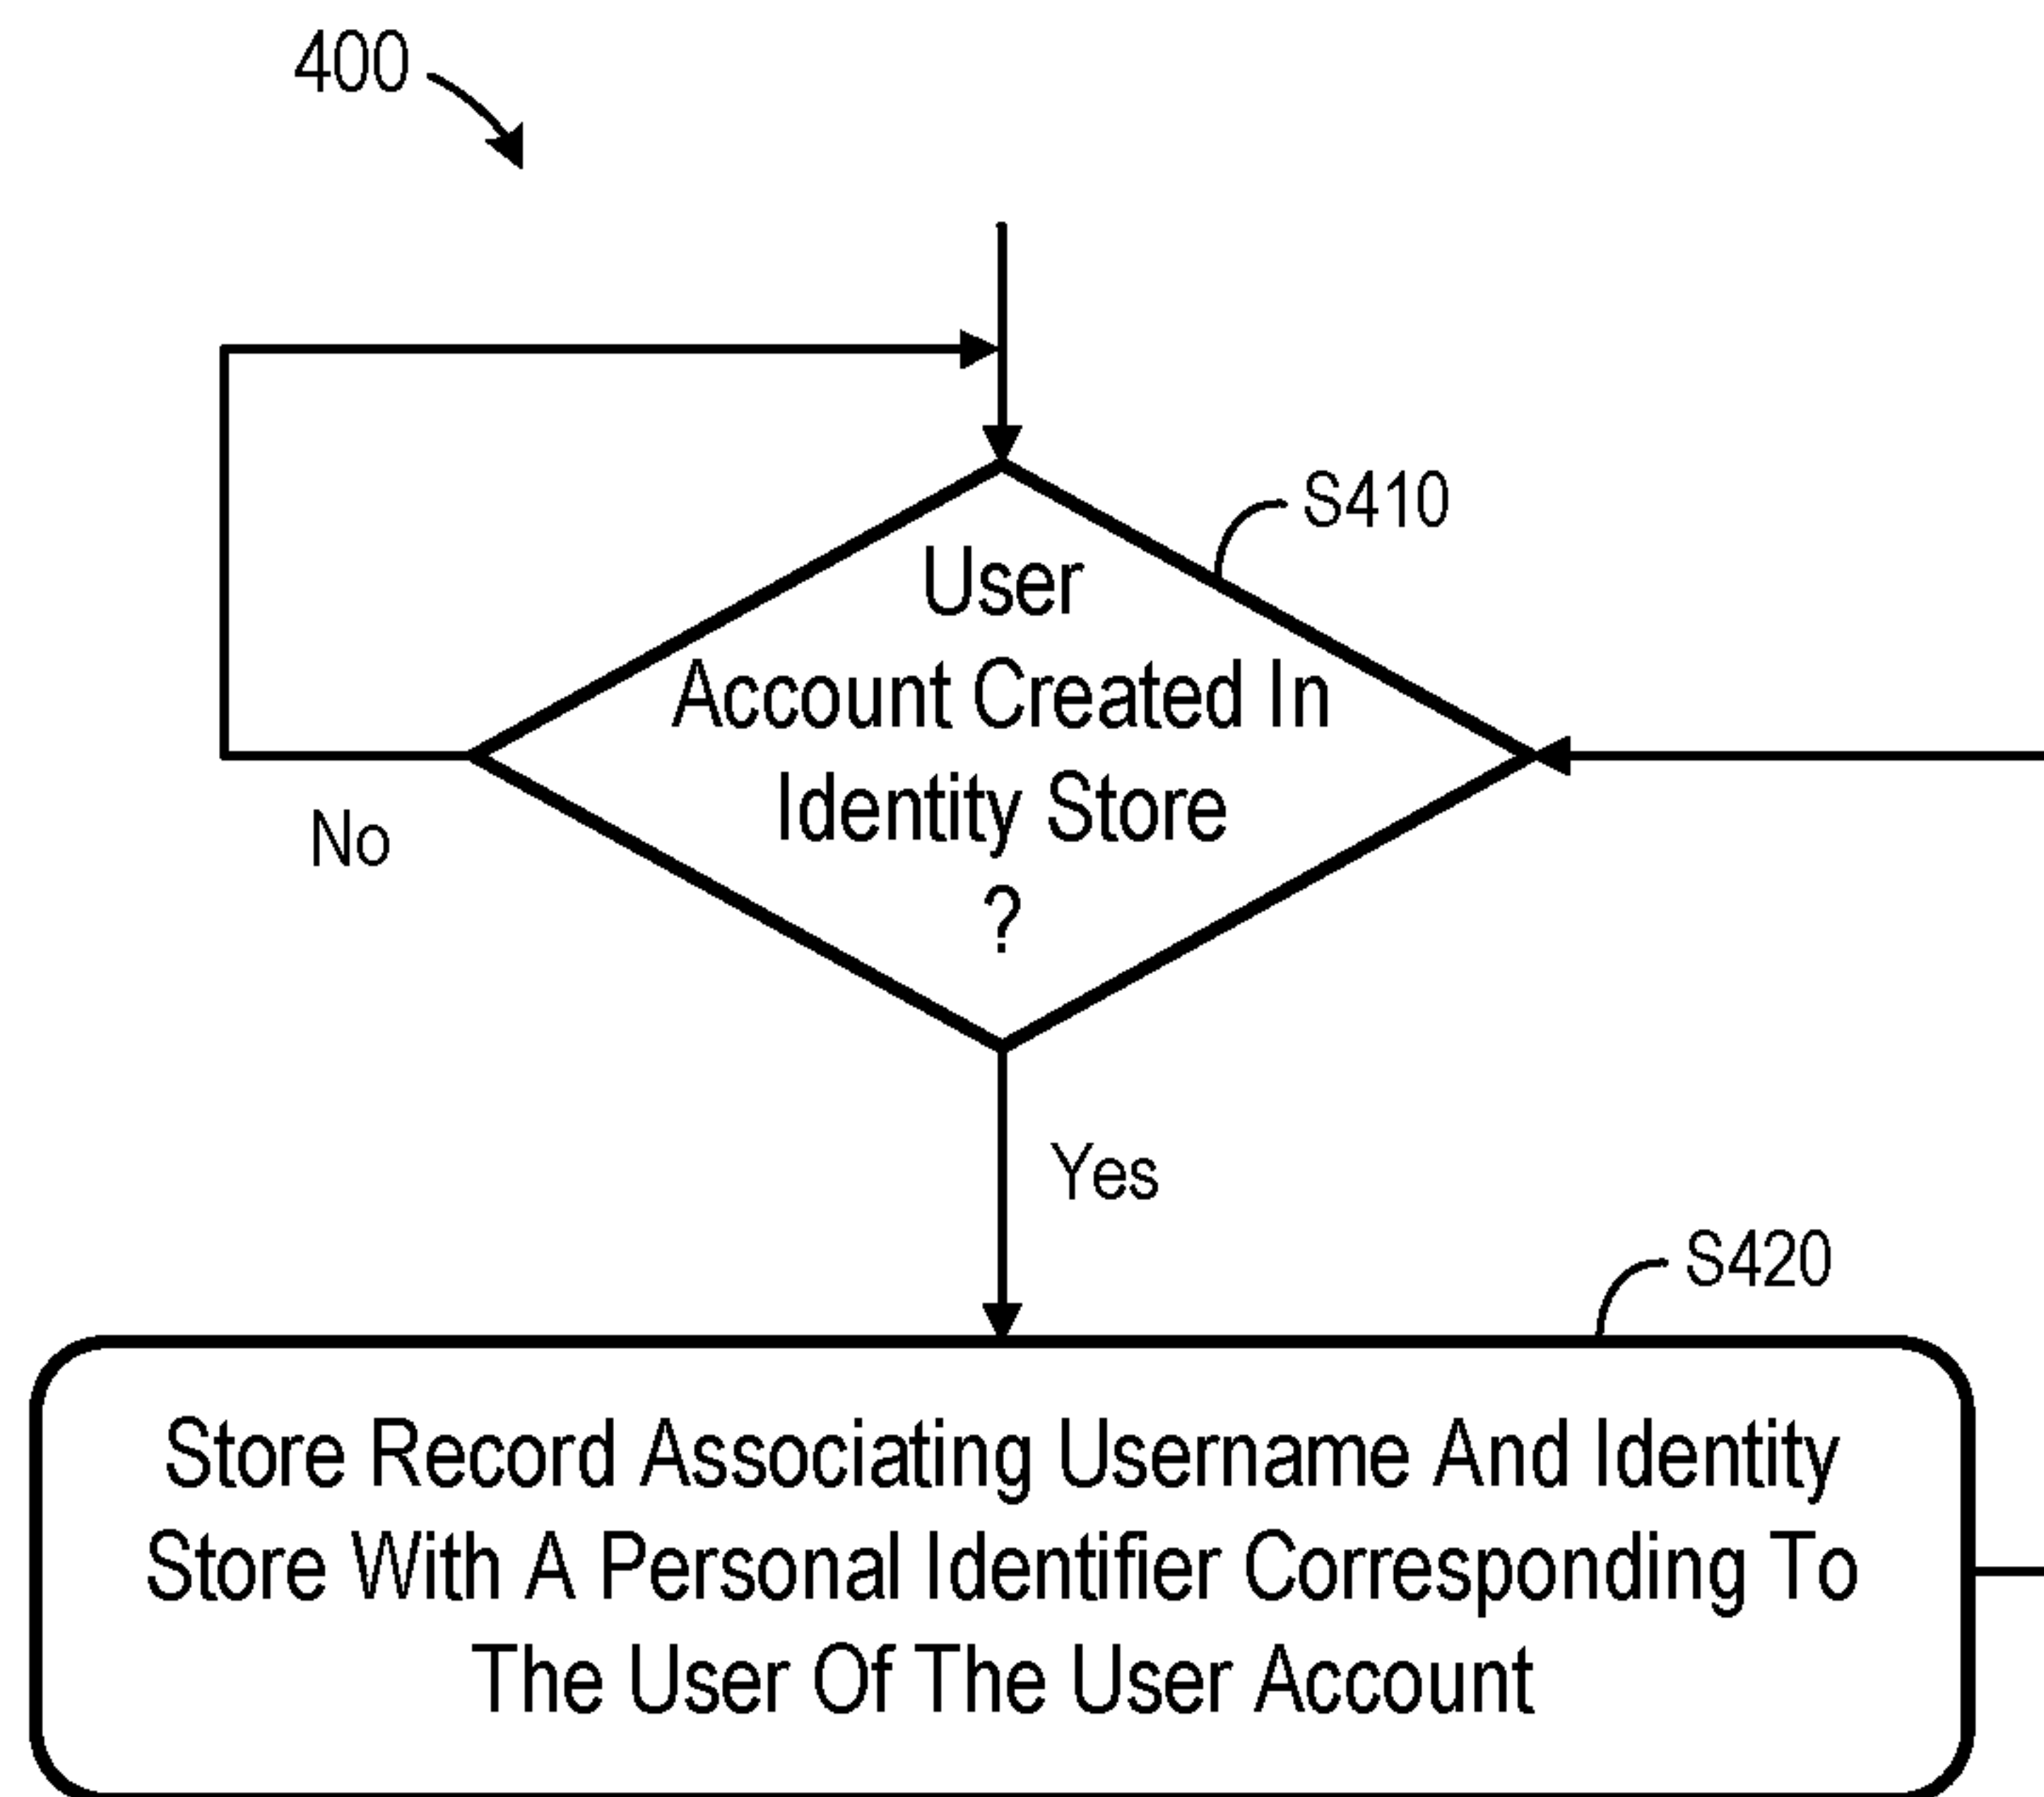 400
S410
User
Account Created In
Identity Store
?
No
Yes
S420
Store Record Associating Username And Identity
Store With A Personal Identifier Corresponding To
The User Of The User Account